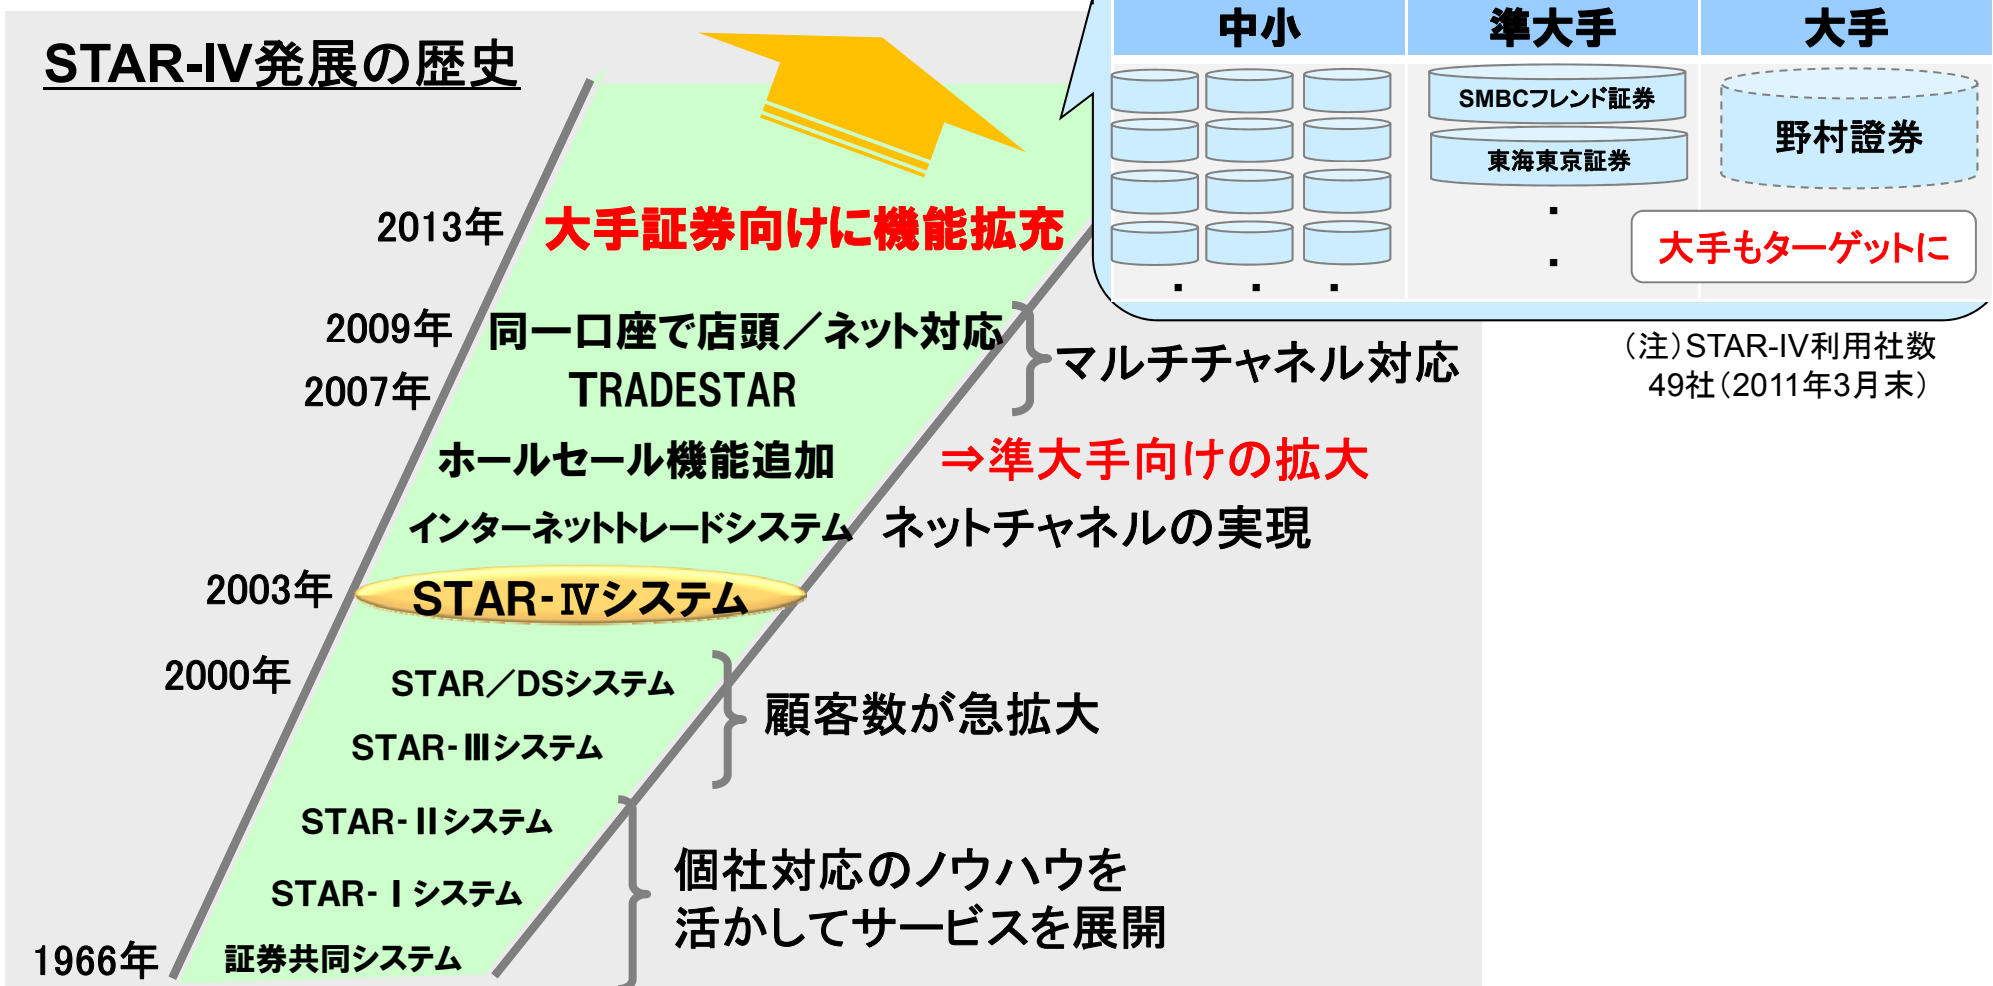 STAR-Ⅳ発展の歴史
中小
準大手
大手
SMBCフレンド証券
東海東京証券
・
・
野村證券
大手もターゲットに
・ ・ ・
(注)STAR-Ⅳ利用社数
49社(2011年3月末)
2013年 大手証券向けに機能拡充
2009年 同一口座で店頭/ネット対応
2007年 TRADESTAR
マルチチャネル対応
ホールセール機能追加 ⇒準大手向けの拡大
インターネットトレードシステム ネットチャネルの実現
2003年 STAR-Ⅳシステム
2000年 STAR/DSシステム
STAR-Ⅲシステム
顧客数が急拡大
STAR-Ⅱシステム
STAR-Ⅰシステム
個社対応のノウハウを
活かしてサービスを展開
1966年 証券共同システム